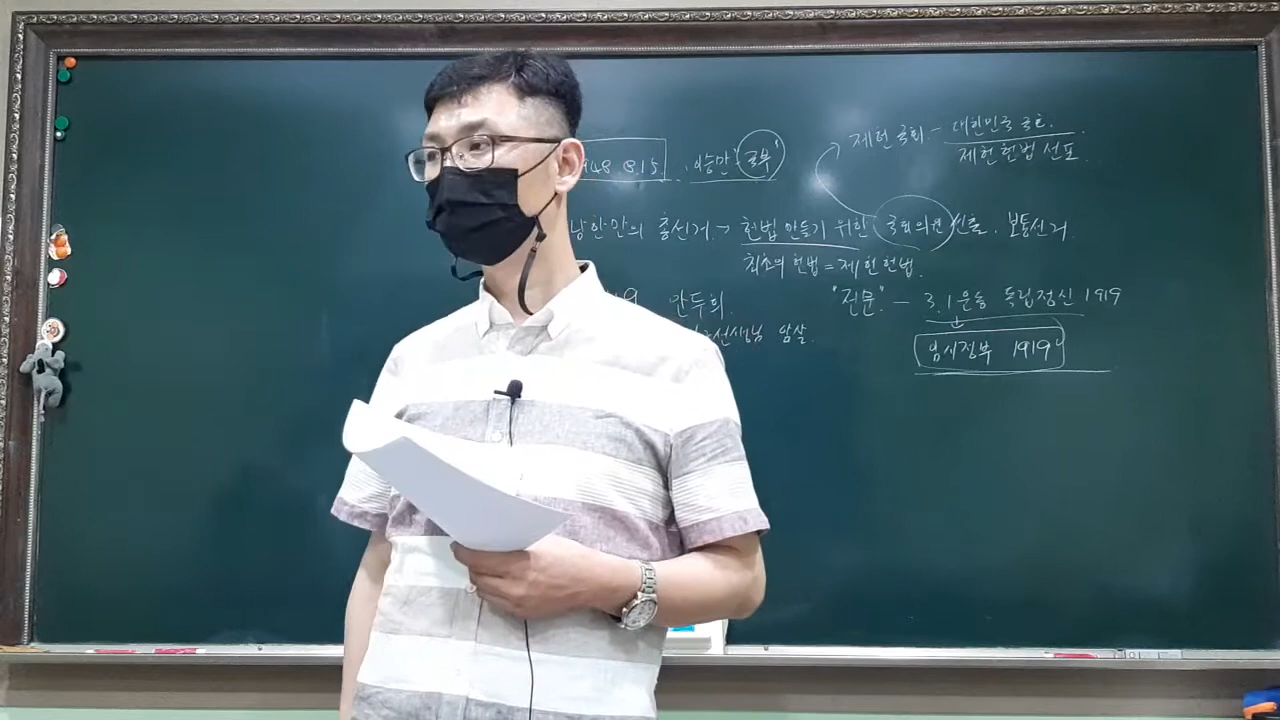 제헌 국회 - 대한민국 국호.
제헌헌법 선포
948. 8. 15. 이승만 "국부"
남한만의 총선거 → 헌법 만들기 위한 국회의원 선출. 보통선거
최초의 헌법 = 제헌헌법.
안두희. "전문" - 3.1운동 독립정신 1919
선생님 암살.
임시정부 1919